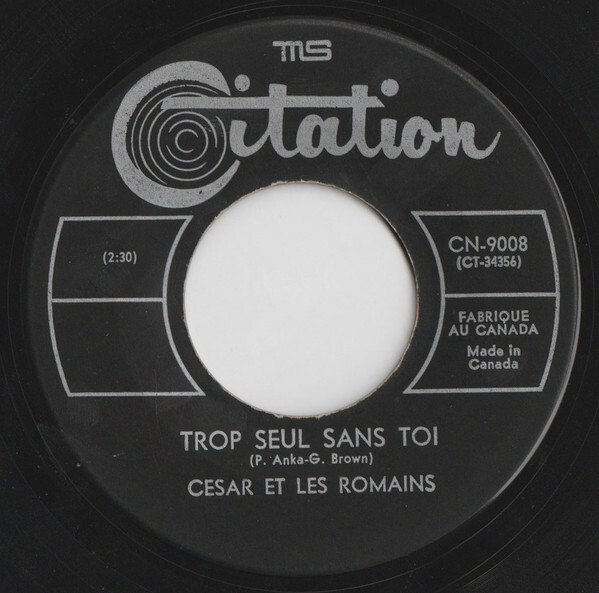 MS
Citation
(2:30)
CN-9008
(CT-34356)
FABRIQUE
AU CANADA
Made in
Canada
TROP SEUL SANS TOI
(P. Anka-G. Brown)
CESAR ET LES ROMAINS